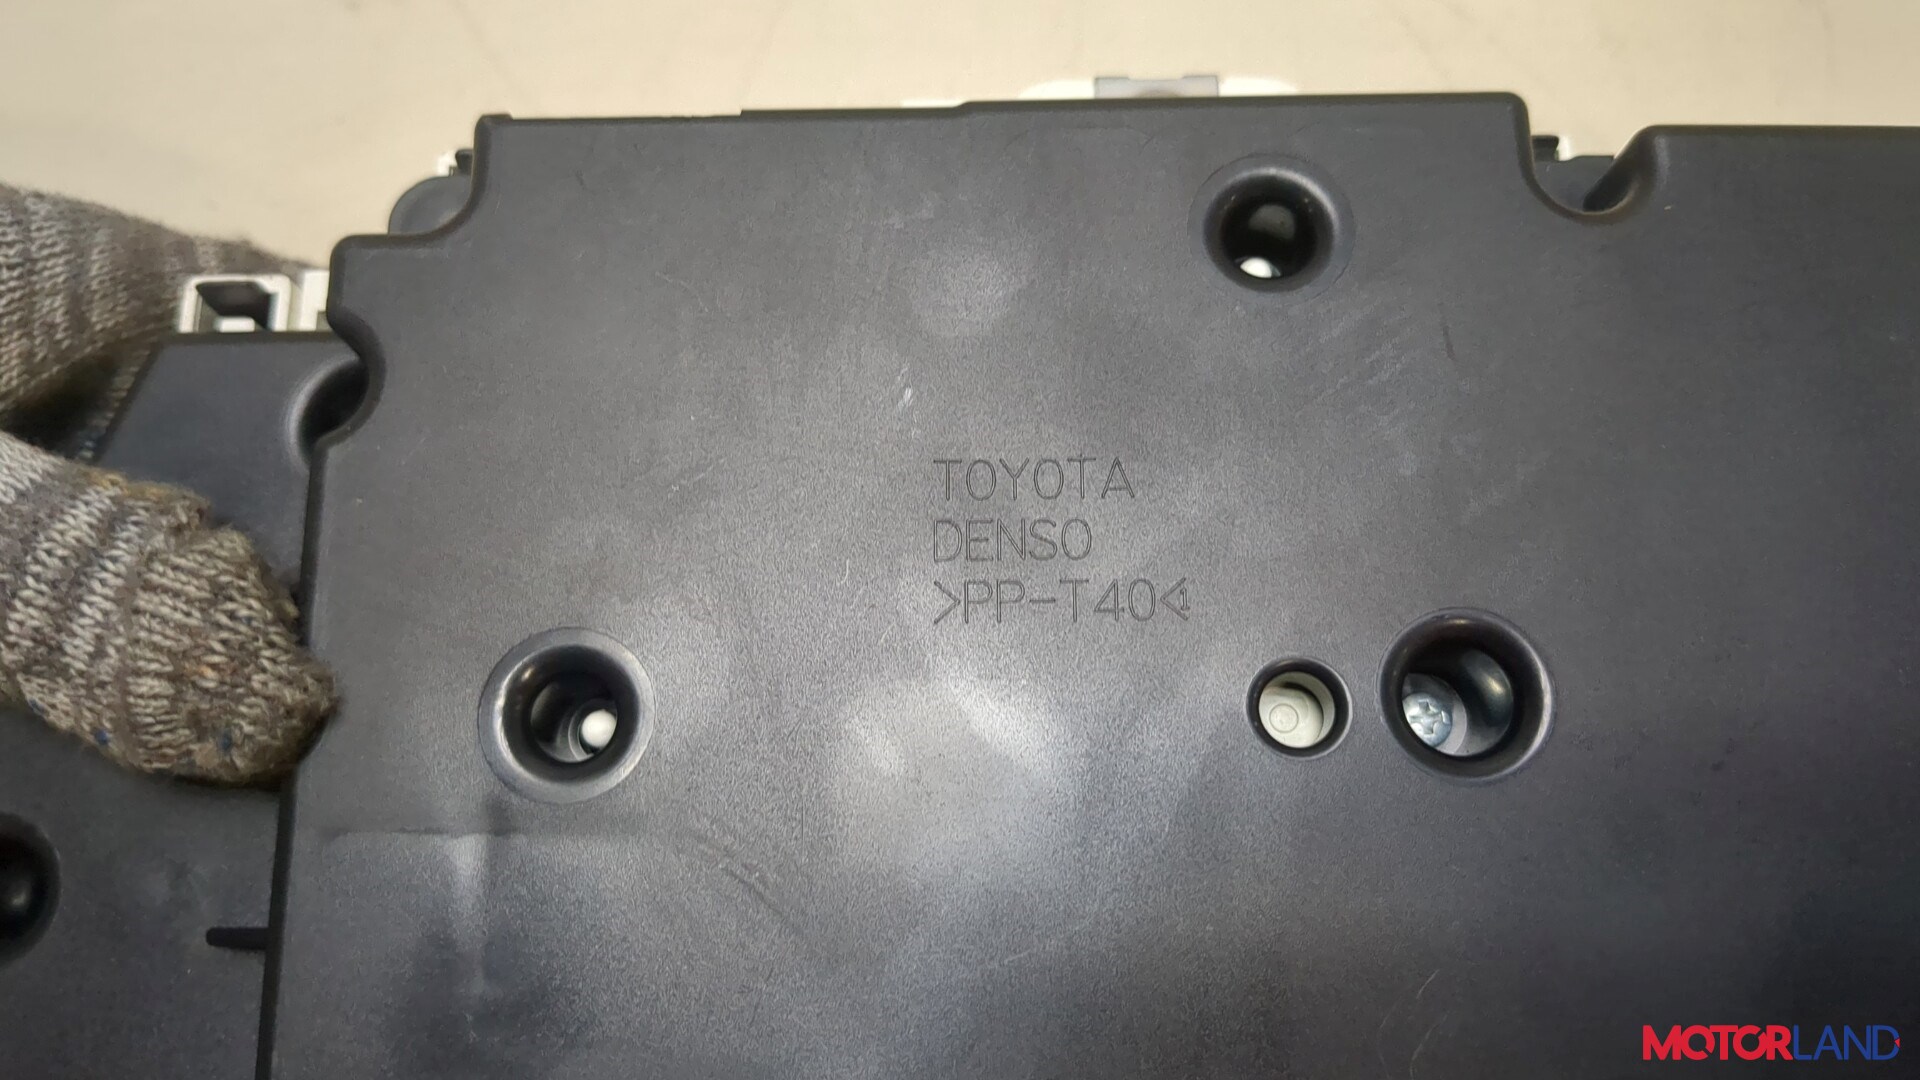 TOYOTA
DENSO
>PP-T40<
MOTORLAND